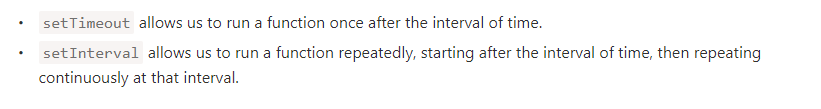 • setTimeout allows us to run a function once after the interval of time.
• setInterval allows us to run a function repeatedly, starting after the interval of time, then repeating
continuously at that interval.